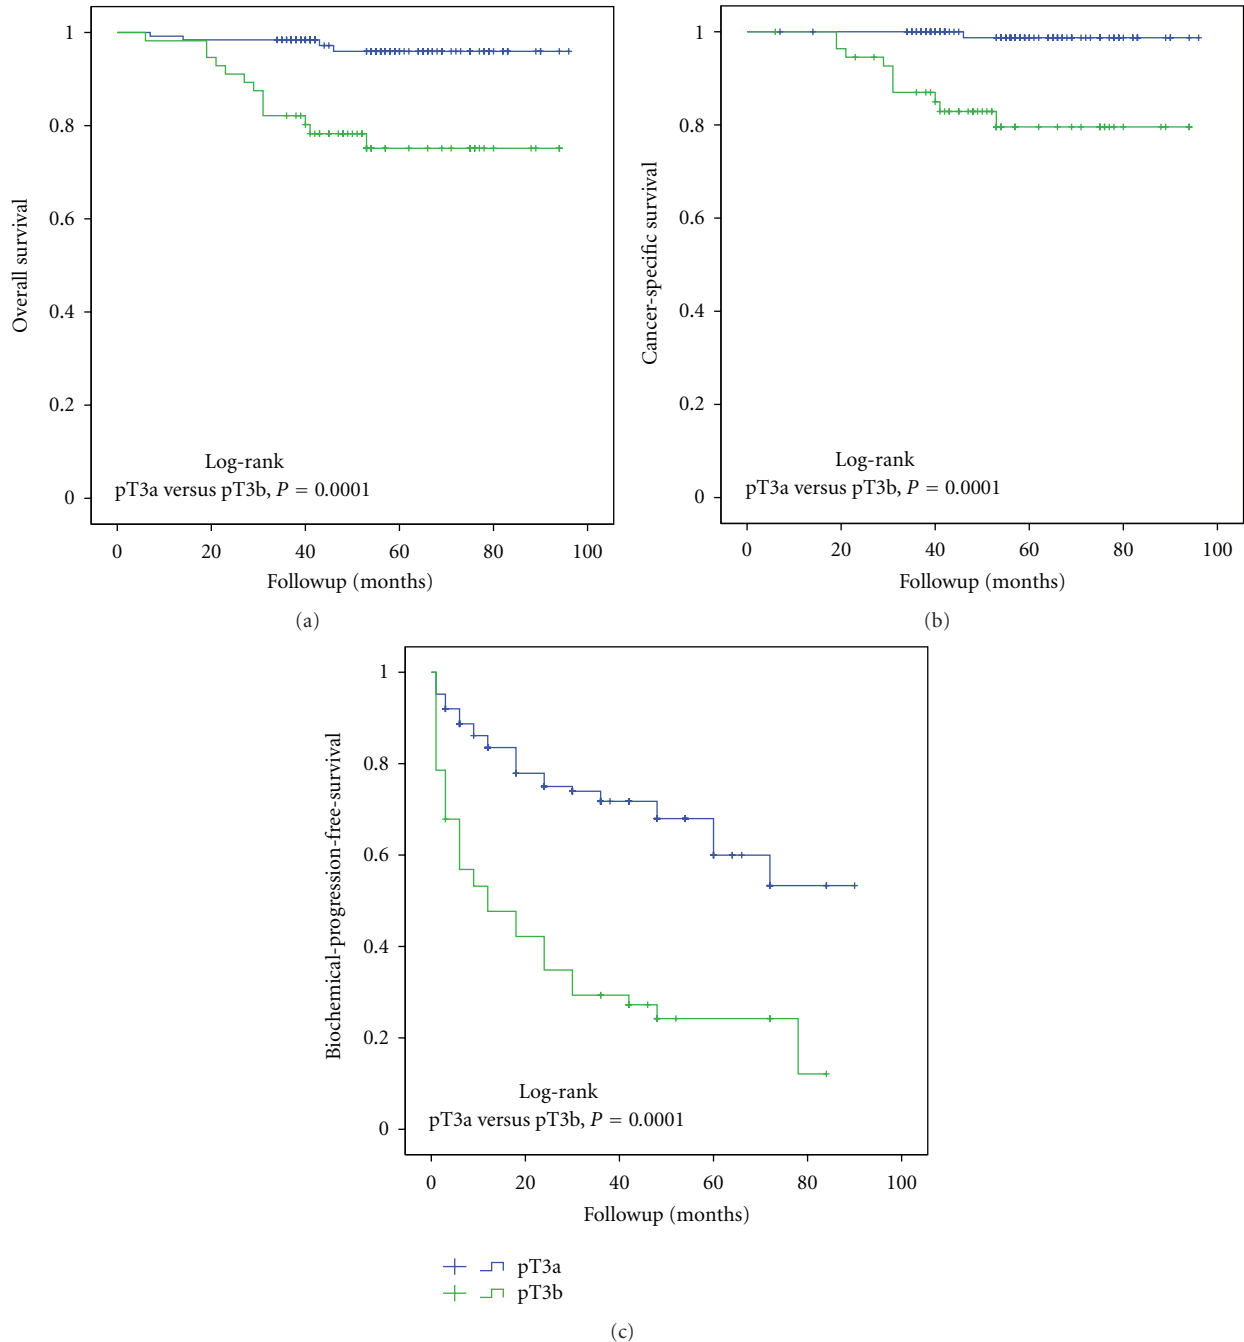 1
0.8
0.6
0.4
0.2
0
Overall survival
Log-rank
pT3a versus pT3b, P = 0.0001
0 20 40 60 80 100
Followup (months)
(a)
1
0.8
0.6
0.4
0.2
0
Cancer-specific survival
Log-rank
pT3a versus pT3b, P = 0.0001
0 20 40 60 80 100
Followup (months)
(b)
1
0.8
0.6
0.4
0.2
0
Biochemical-progression-free-survival
Log-rank
pT3a versus pT3b, P = 0.0001
0 20 40 60 80 100
Followup (months)
pT3a
pT3b
(c)